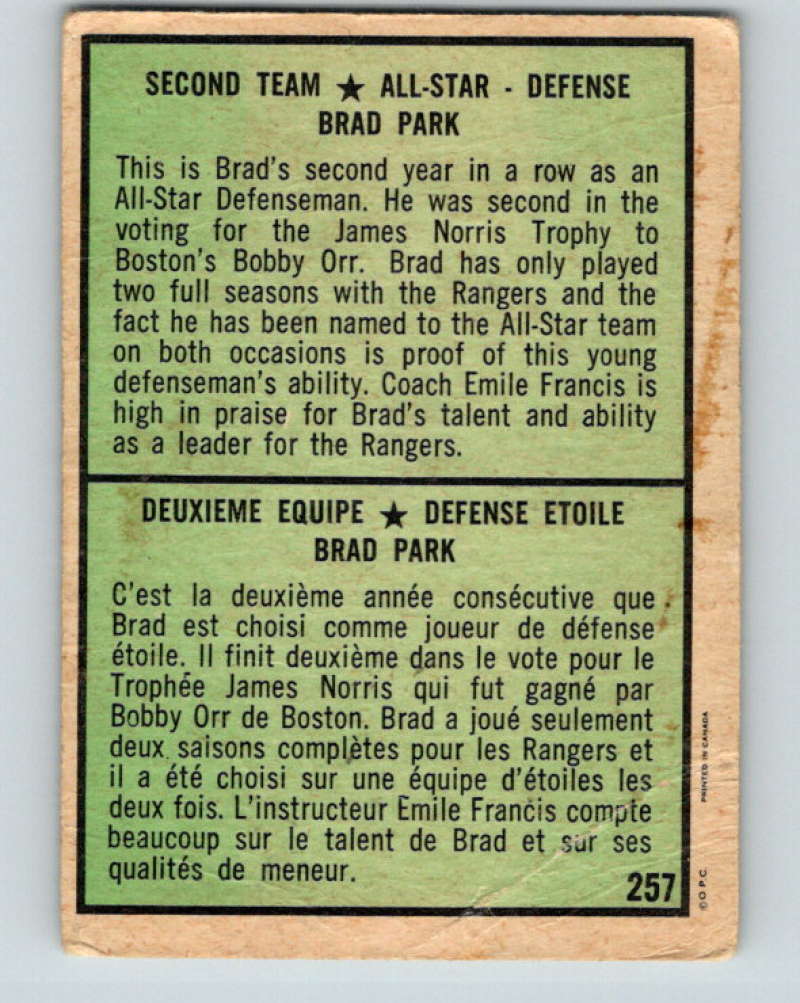 SECOND TEAM ★ ALL-STAR - DEFENSE
BRAD PARK
This is Brad's second year in a row as an
All-Star Defenseman. He was second in the
voting for the James Norris Trophy to
Boston's Bobby Orr. Brad has only played
two full seasons with the Rangers and the
fact he has been named to the All-Star team
on both occasions is proof of this young
defenseman's ability. Coach Emile Francis is
high in praise for Brad's talent and ability
as a leader for the Rangers.
DEUXIEME EQUIPE ★ DEFENSE ETOILE
BRAD PARK
C'est la deuxième année consécutive que
Brad est choisi comme joueur de défense
étoile. Il finit deuxième dans le vote pour le
Trophée James Norris qui fut gagné par
Bobby Orr de Boston. Brad a joué seulement
deux saisons complètes pour les Rangers et
il a été choisi sur une équipe d'étoiles les
deux fois. L'instructeur Emile Francis compte
beaucoup sur le talent de Brad et sur ses
qualités de meneur.
257
© O.P.C.
PRINTED IN CANADA